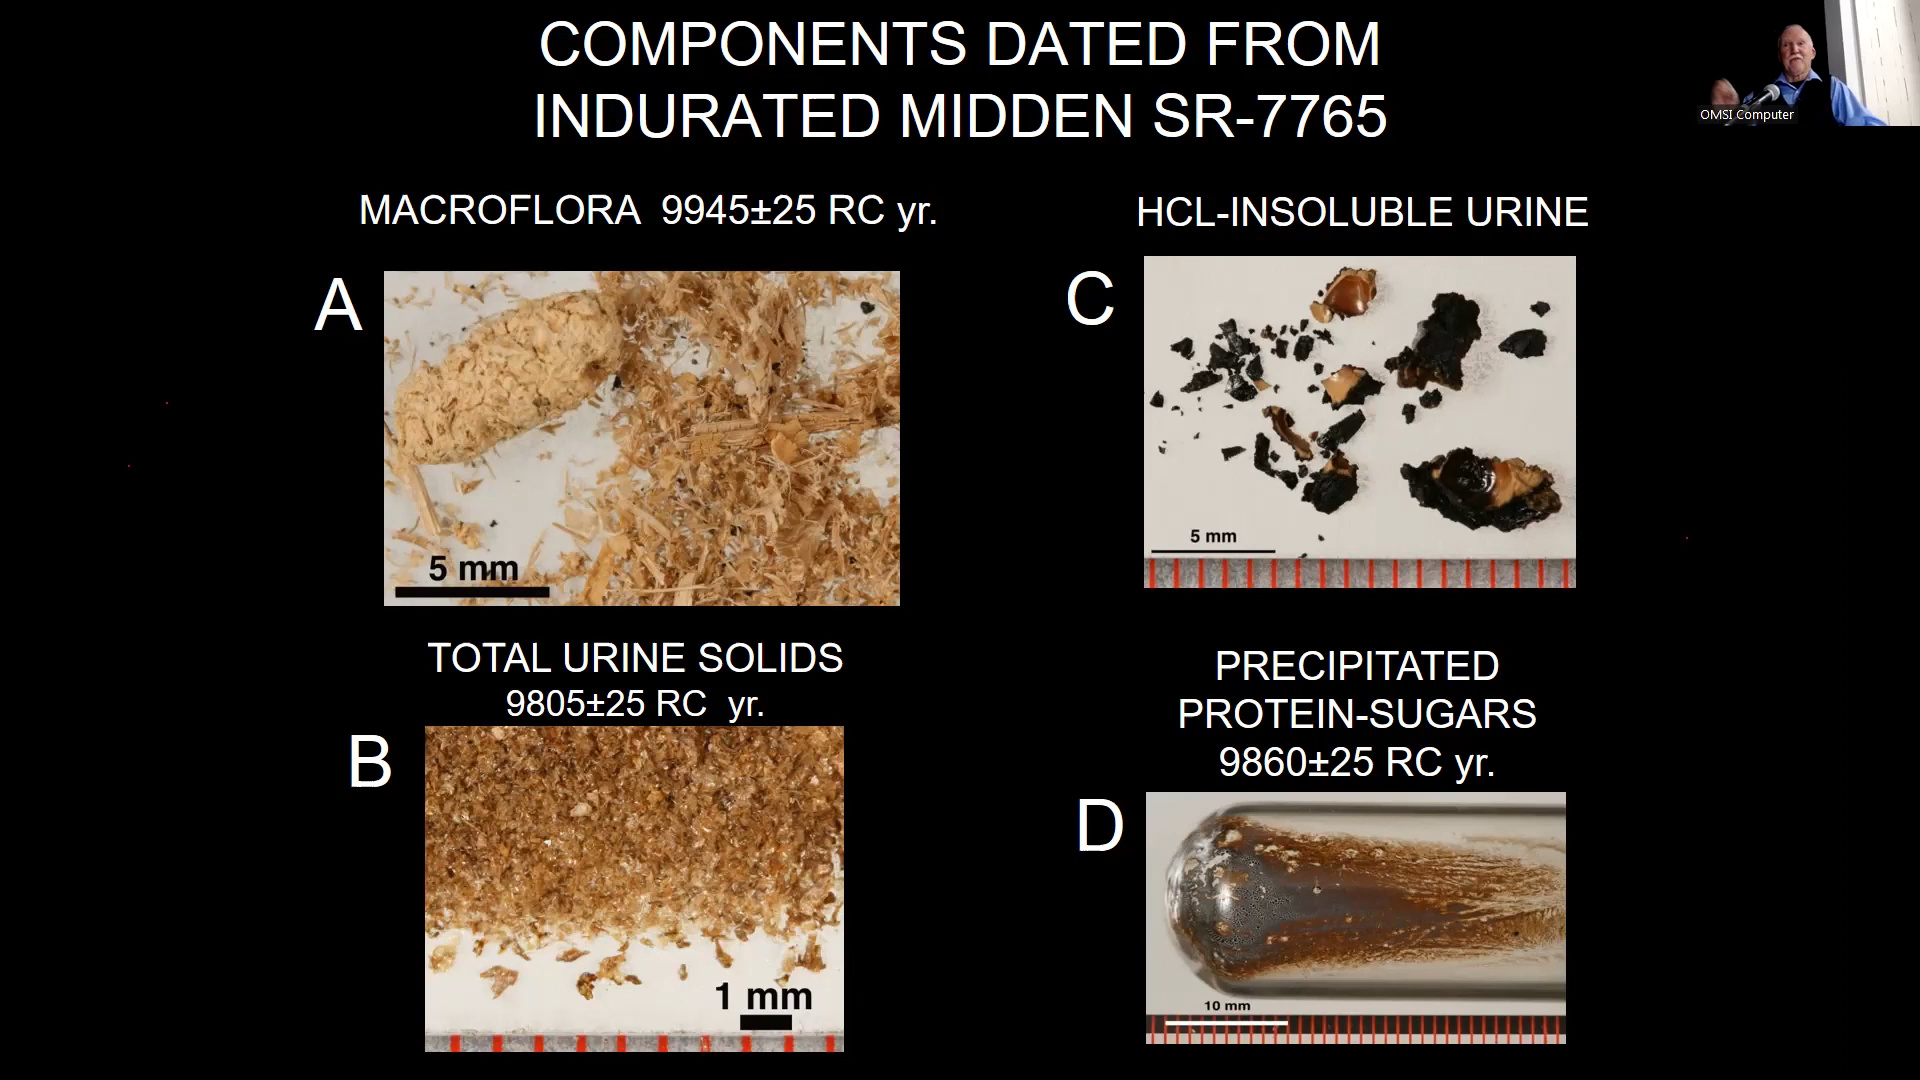 COMPONENTS DATED FROM
INDURATED MIDDEN SR-7765
OMSI Computer
MACROFLORA 9945±25 RC yr.
A
5 mm
HCL-INSOLUBLE URINE
C
5 mm
TOTAL URINE SOLIDS
9805±25 RC yr.
B
1 mm
PRECIPITATED
PROTEIN-SUGARS
9860±25 RC yr.
D
10 mm